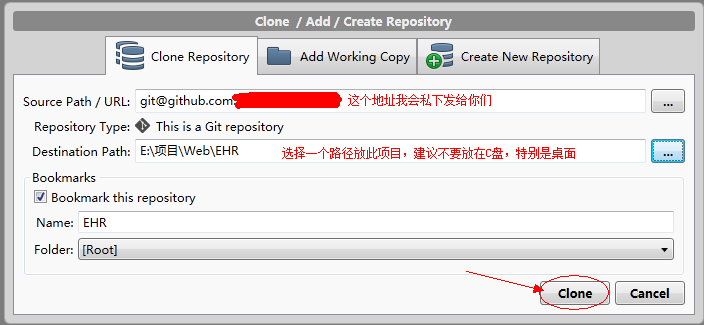 Clone / Add / Create Repository
Clone Repository
Add Working Copy
Create New Repository
Source Path / URL: git@github.com 这个地址我会私下发给你们 ...
Repository Type: This is a Git repository
Destination Path: E:\项目\Web\EHR 选择一个路径放此项目，建议不要放在C盘，特别是桌面 ...
Bookmarks
Bookmark this repository
Name: EHR
Folder: [Root]
Clone Cancel